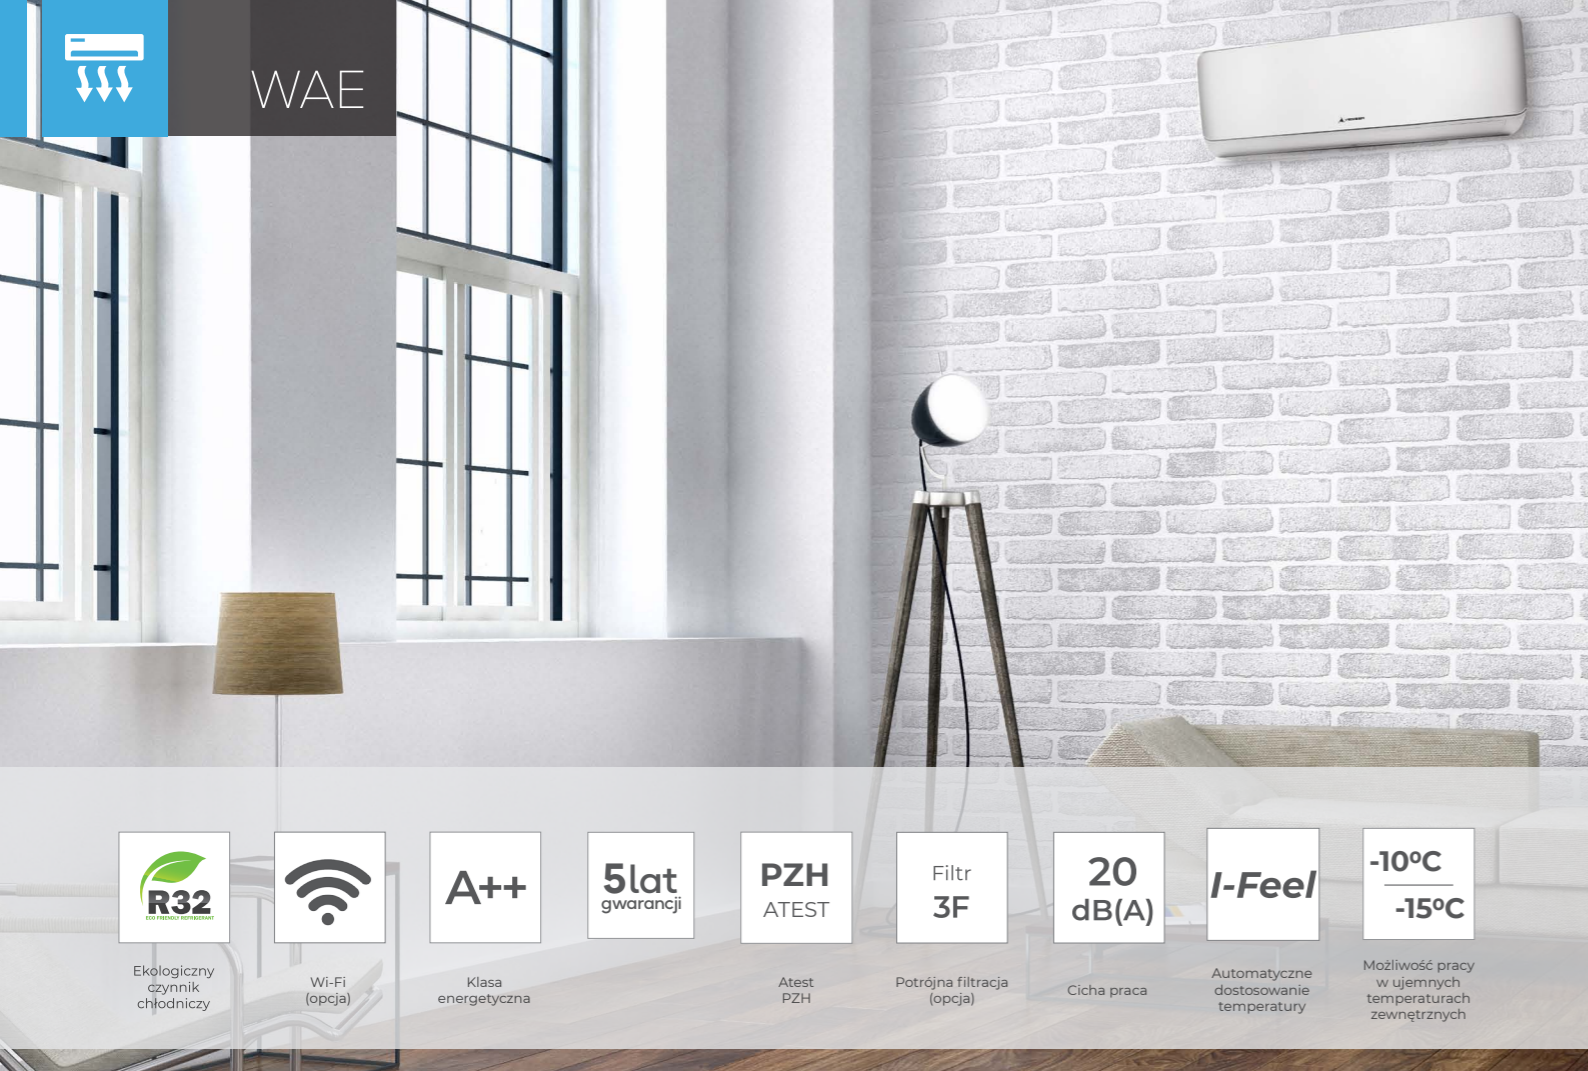 WAE
R32
ECO FRIENDLY REFRIGERANT
Ekologiczny
czynnik
chłodniczy
Wi-Fi
(opcja)
A++
Klasa
energetyczna
5 lat
gwarancji
PZH
ATEST
Atest
PZH
Filtr
3F
Potrójna filtracja
(opcja)
20
dB(A)
Cicha praca
I-Feel
Automatyczne
dostosowanie
temperatury
-10ºC
-15ºC
Możliwość pracy
w ujemnych
temperaturach
zewnętrznych